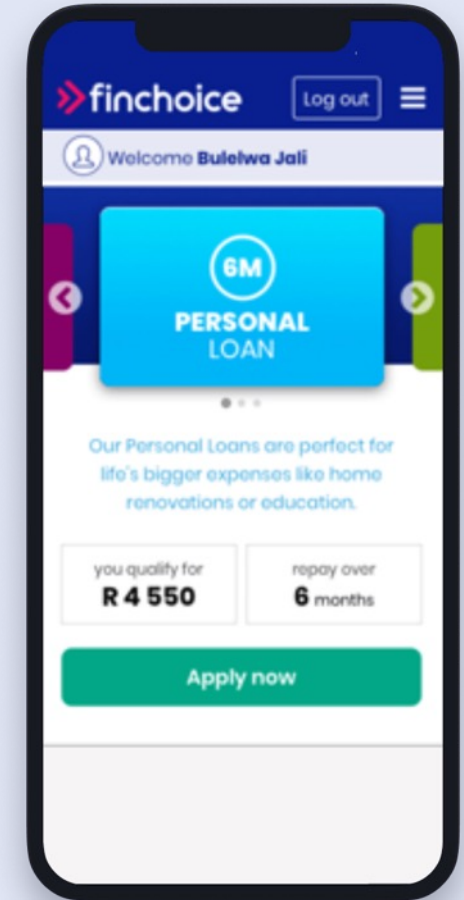 finchoice
Log out
Welcome Bulelwa Jali
6M
PERSONAL
LOAN
Our Personal Loans are perfect for
life's bigger expenses like home
renovations or education.
you qualify for
R 4 550
repay over
6 months
Apply now